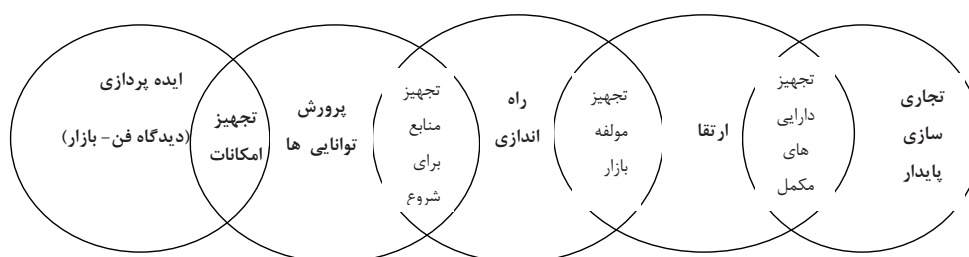 ایده پردازی
(دیدگاه فن- بازار)
تجهیز
امکانات
پرورش
توانایی ها
تجهیز
منابع
برای
شروع
راه
اندازی
تجهیز
مولفه
بازار
ارتقا
تجهیز
دارایی
های
مکمل
تجاری
سازی
پایدار